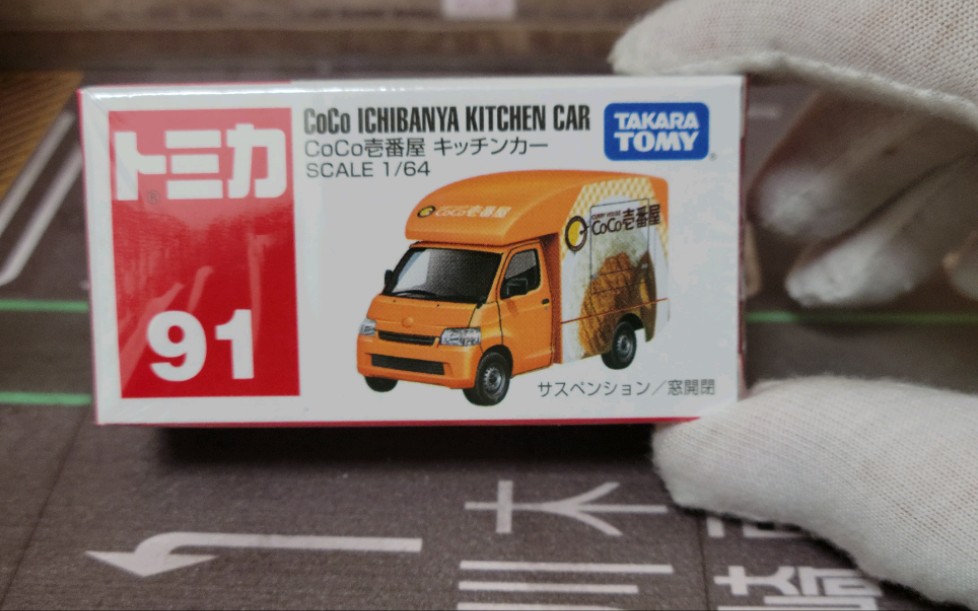 トミカ
91
CoCo ICHIBANYA KITCHEN CAR
CoCo壱番屋 キッチンカー
SCALE 1/64
TAKARA
TOMY
CoCo壱番屋
CURRY HOUSE
CoCo壱番屋
サスペンション／窓開閉